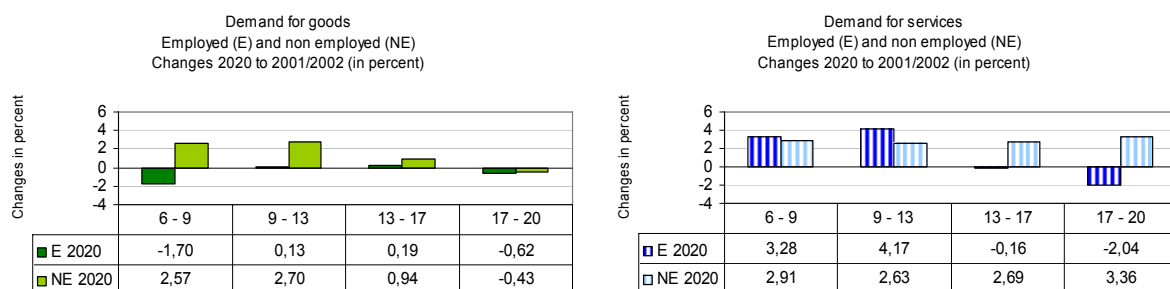 Demand for goods
Employed (E) and non employed (NE)
Changes 2020 to 2001/2002 (in percent)
Changes in percent
6
4
2
0
-2
-4
6 - 9 9 - 13 13 - 17 17 - 20
E 2020 -1,70 0,13 0,19 -0,62
NE 2020 2,57 2,70 0,94 -0,43
Demand for services
Employed (E) and non employed (NE)
Changes 2020 to 2001/2002 (in percent)
Changes in percent
6
4
2
0
-2
-4
6 - 9 9 - 13 13 - 17 17 - 20
E 2020 3,28 4,17 -0,16 -2,04
NE 2020 2,91 2,63 2,69 3,36